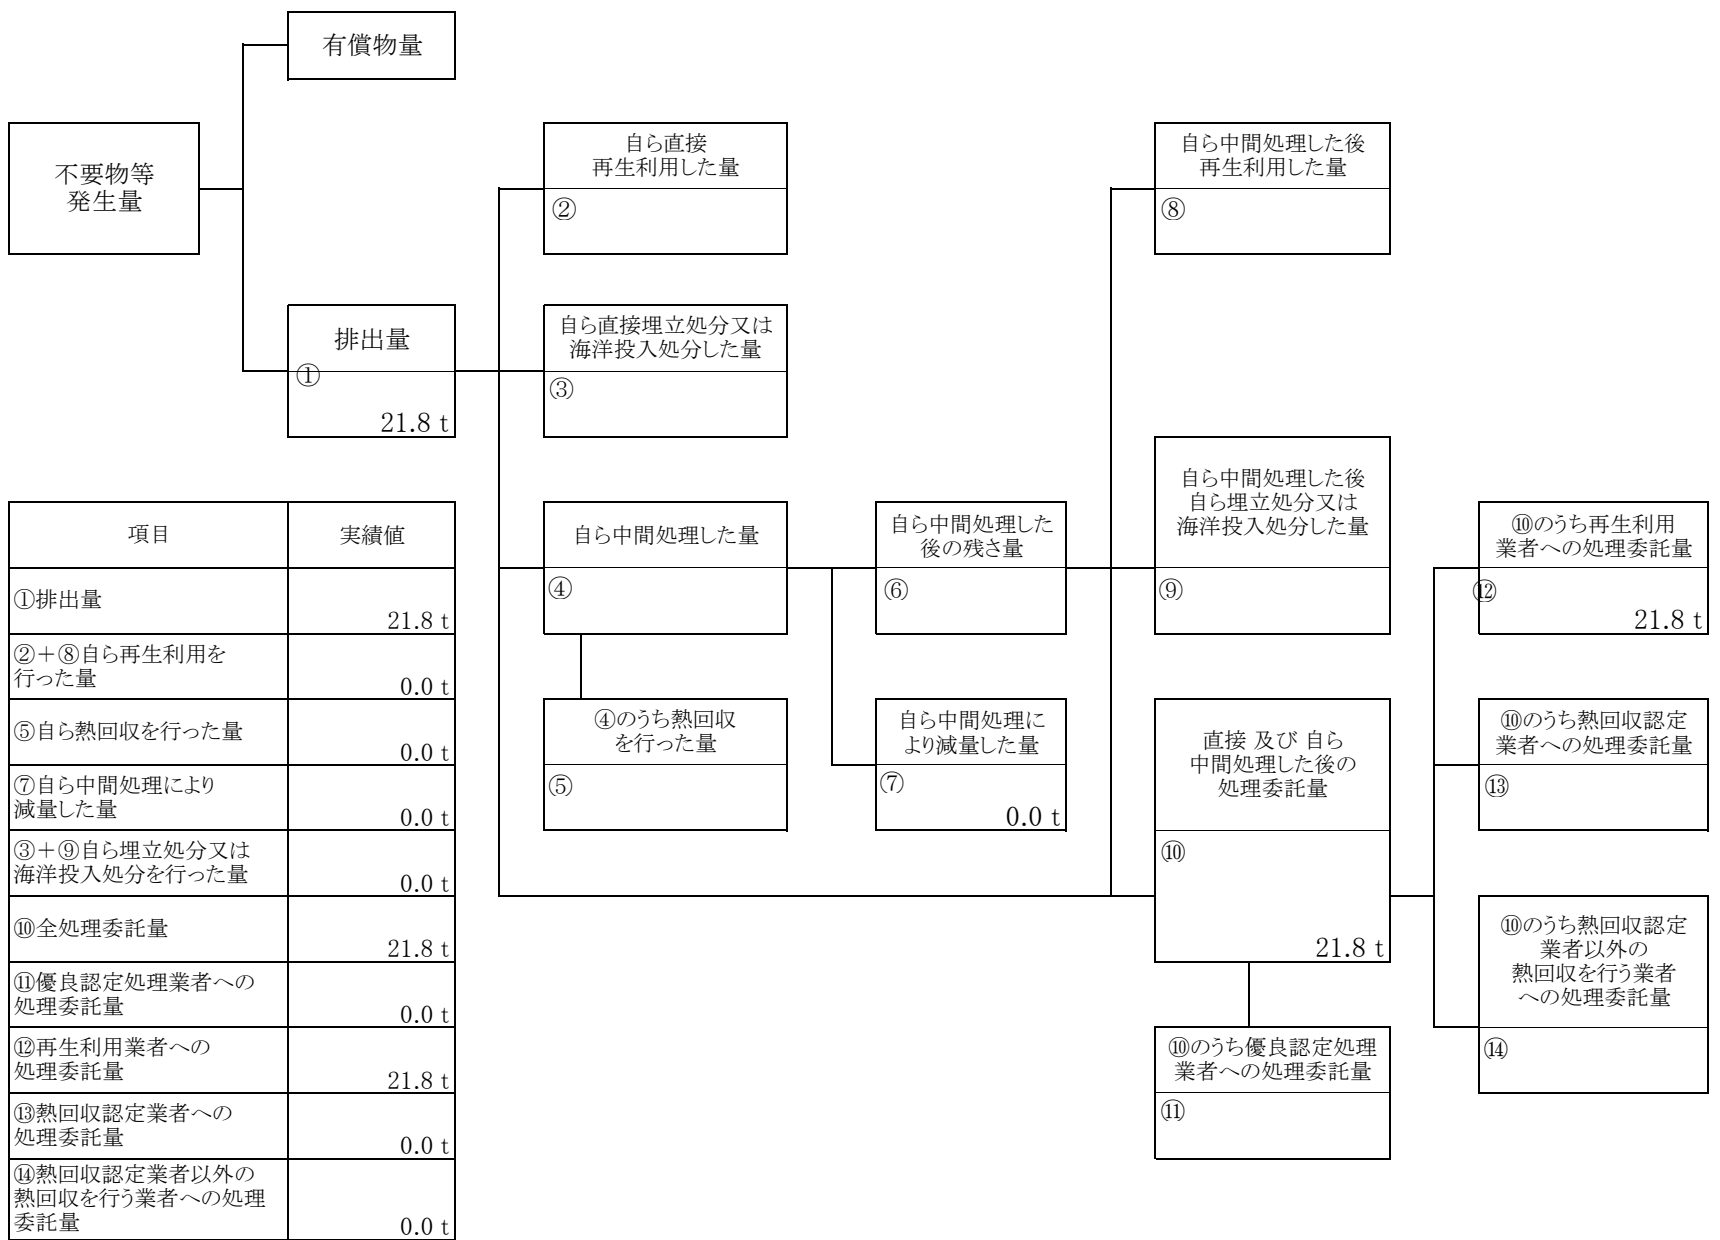 有償物量
不要物等
発生量
排出量
①
21.8 t
自ら直接
再生利用した量
②
自ら直接埋立処分又は
海洋投入処分した量
③
自ら中間処理した量
④
④のうち熱回収
を行った量
⑤
自ら中間処理した
後の残さ量
⑥
自ら中間処理に
より減量した量
⑦
0.0 t
自ら中間処理した後
再生利用した量
⑧
自ら中間処理した後
自ら埋立処分又は
海洋投入処分した量
⑨
直接 及び 自ら
中間処理した後の
処理委託量
⑩
21.8 t
⑩のうち優良認定処理
業者への処理委託量
⑪
⑩のうち再生利用
業者への処理委託量
⑫
21.8 t
⑩のうち熱回収認定
業者への処理委託量
⑬
⑩のうち熱回収認定
業者以外の
熱回収を行う業者
への処理委託量
⑭
項目 実績値
①排出量
21.8 t
②＋⑧自ら再生利用を
行った量
0.0 t
⑤自ら熱回収を行った量
0.0 t
⑦自ら中間処理により
減量した量
0.0 t
③＋⑨自ら埋立処分又は
海洋投入処分を行った量
0.0 t
⑩全処理委託量
21.8 t
⑪優良認定処理業者への
処理委託量
0.0 t
⑫再生利用業者への
処理委託量
21.8 t
⑬熱回収認定業者への
処理委託量
0.0 t
⑭熱回収認定業者以外の
熱回収を行う業者への処理
委託量
0.0 t